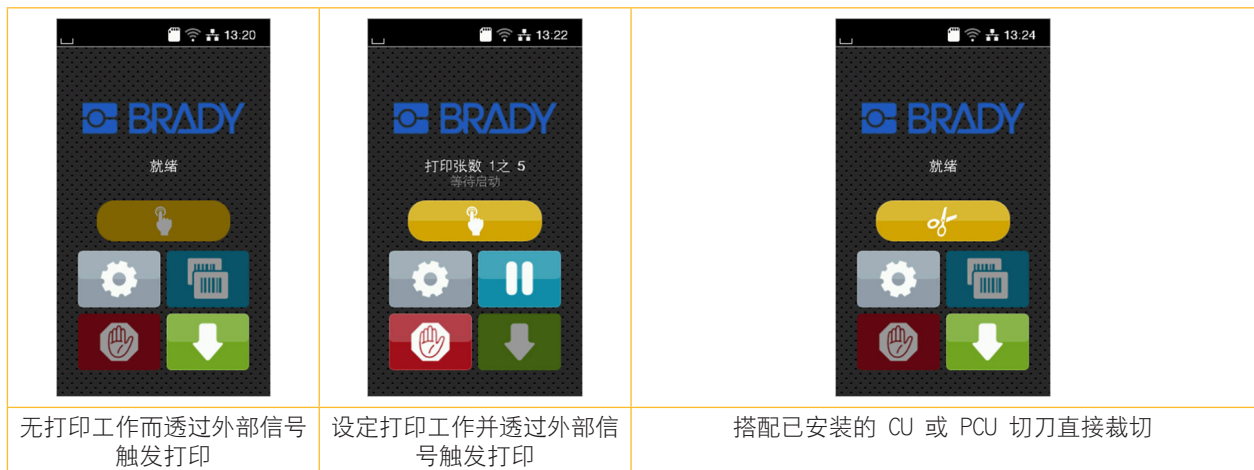 13:20
BRADY
就绪
13:22
BRADY
打印张数 1之 5
等待启动
13:24
BRADY
就绪
无打印工作而透过外部信号
触发打印
设定打印工作并透过外部信
号触发打印
搭配已安装的 CU 或 PCU 切刀直接裁切